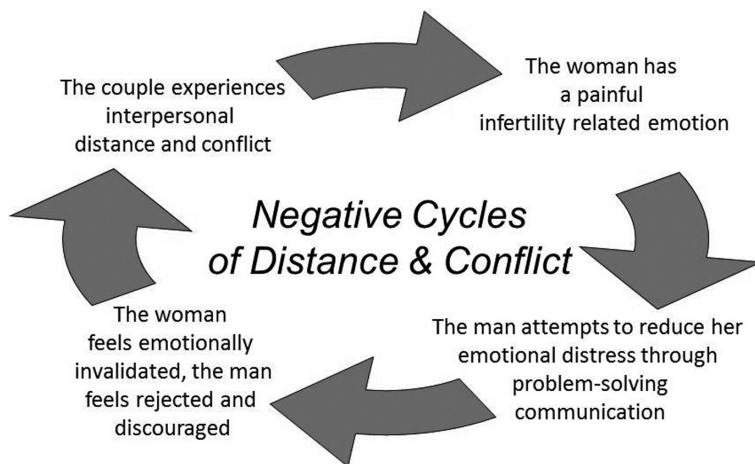 The couple experiences
interpersonal
distance and conflict
The woman has
a painful
infertility related emotion
Negative Cycles
of Distance & Conflict
The man attempts to reduce her
emotional distress through
problem-solving
communication
The woman
feels emotionally
invalidated, the man
feels rejected and
discouraged